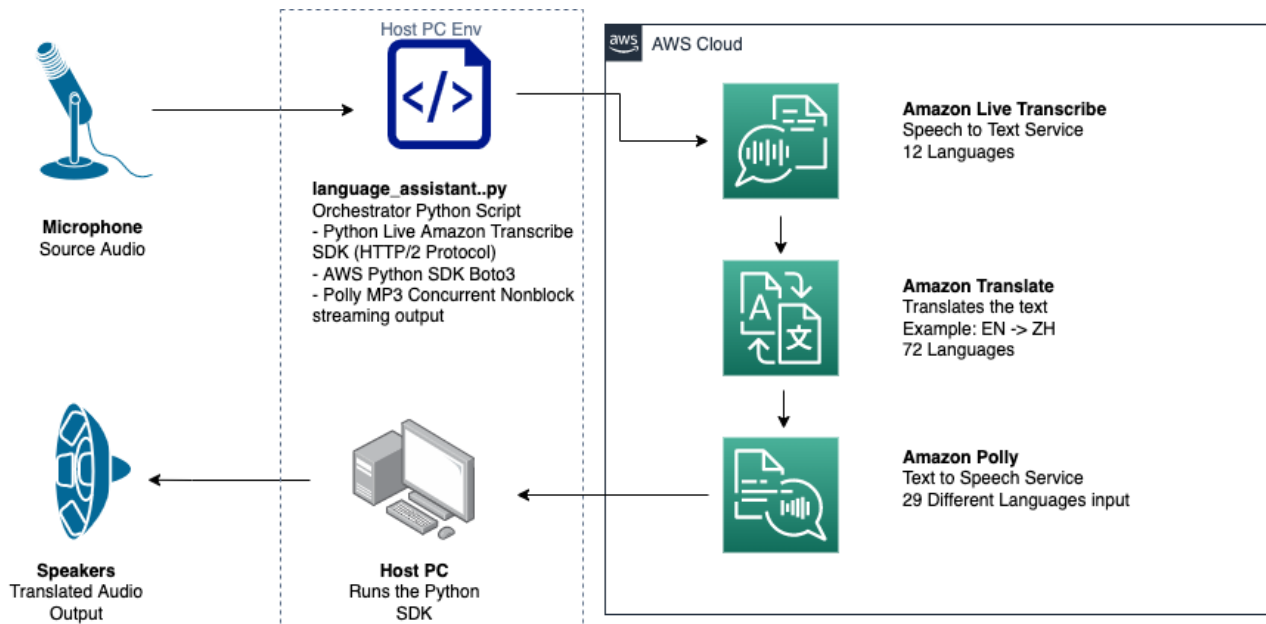 Host PC Env
aws
AWS Cloud
Amazon Live Transcribe
Speech to Text Service
12 Languages
language_assistant..py
Orchestrator Python Script
- Python Live Amazon Transcribe
SDK (HTTP/2 Protocol)
- AWS Python SDK Boto3
- Polly MP3 Concurrent Nonblock
streaming output
Microphone
Source Audio
A
文
Amazon Translate
Translates the text
Example: EN -> ZH
72 Languages
Amazon Polly
Text to Speech Service
29 Different Languages input
Host PC
Runs the Python
SDK
Speakers
Translated Audio
Output